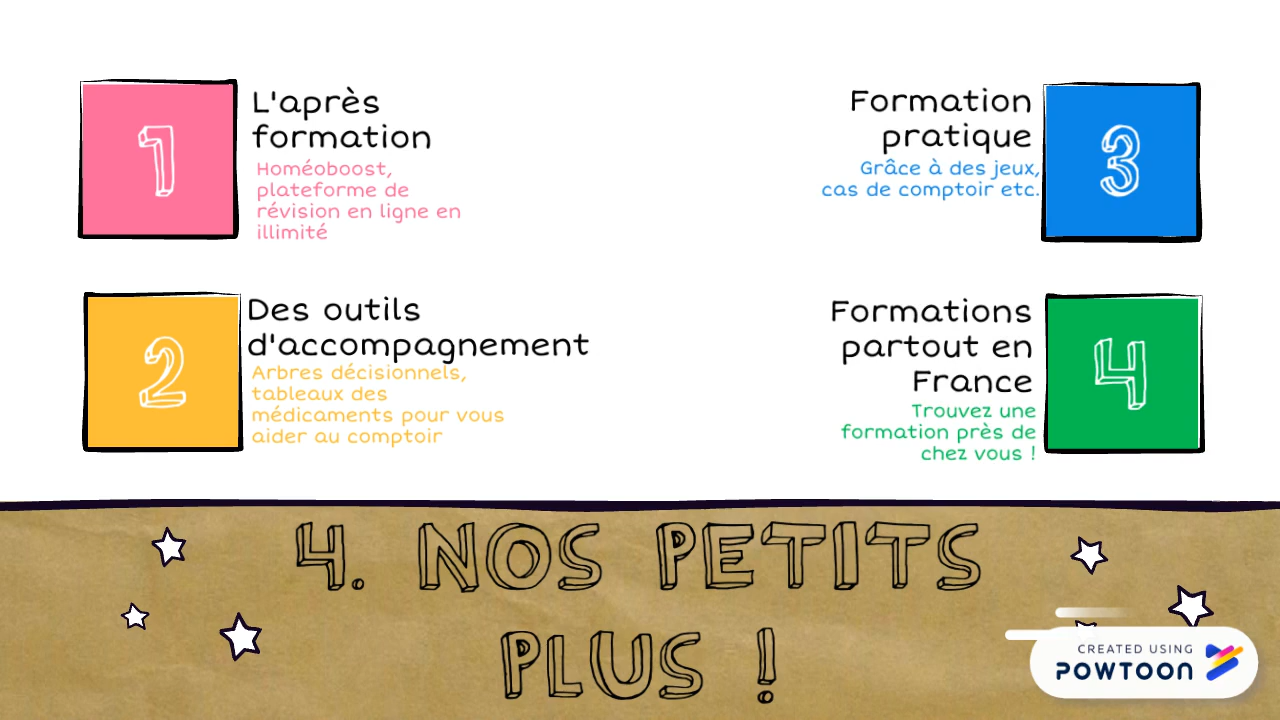 1
L'après
formation
Homéoboost,
plateforme de
révision en ligne en
illimité
2
Des outils
d'accompagnement
Arbres décisionnels,
tableaux des
médicaments pour vous
aider au comptoir
Formation
pratique
Grâce à des jeux,
cas de comptoir etc.
3
Formations
partout en
France
Trouvez une
formation près de
chez vous !
4
4. NOS PETITS
PLUS !
CREATED USING
POWTOON